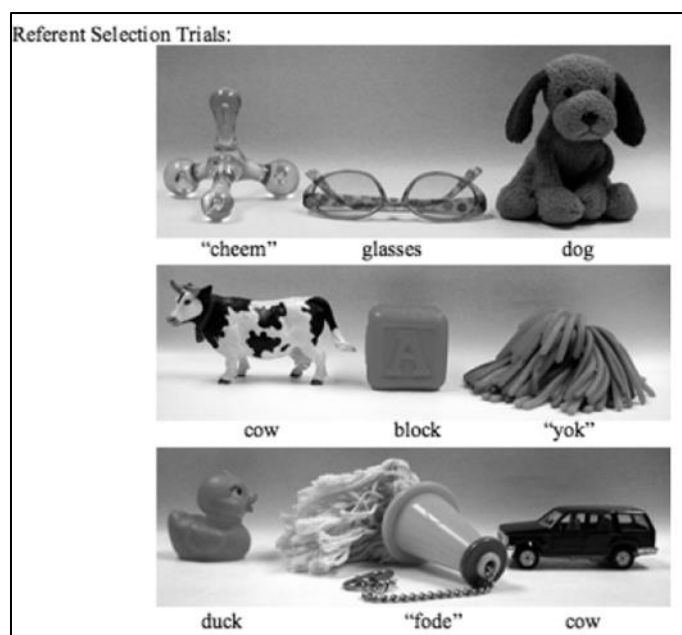 Referent Selection Trials:
“cheem” glasses dog
A
cow block “yok”
duck “fode” cow